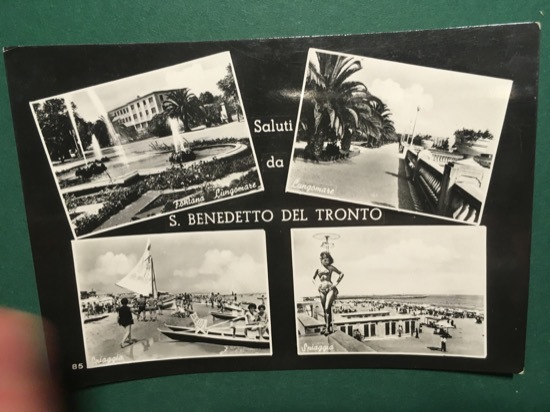 Saluti
da
Fontana Lungomare
Lungomare
S. BENEDETTO DEL TRONTO
Spiaggia
Spiaggia
85